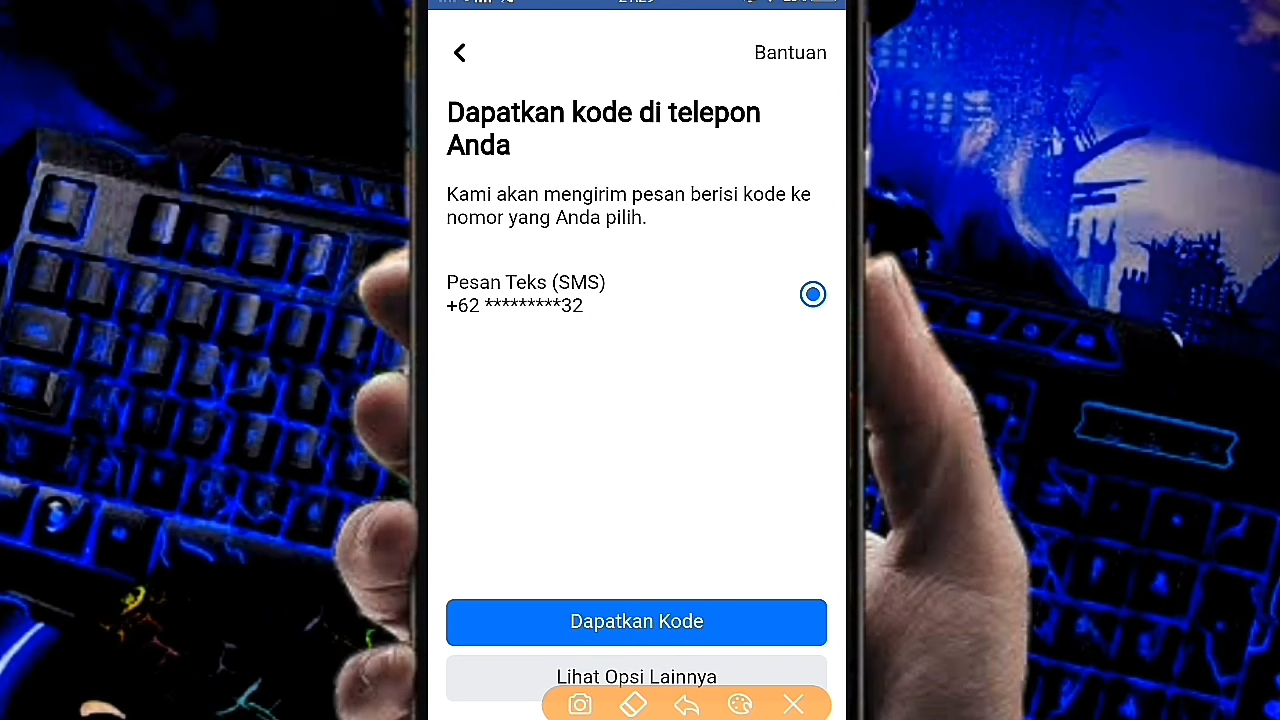 Bantuan
Dapatkan kode di telepon
Anda
Kami akan mengirim pesan berisi kode ke
nomor yang Anda pilih.
Pesan Teks (SMS)
+62 *********32
Dapatkan Kode
Lihat Opsi Lainnya